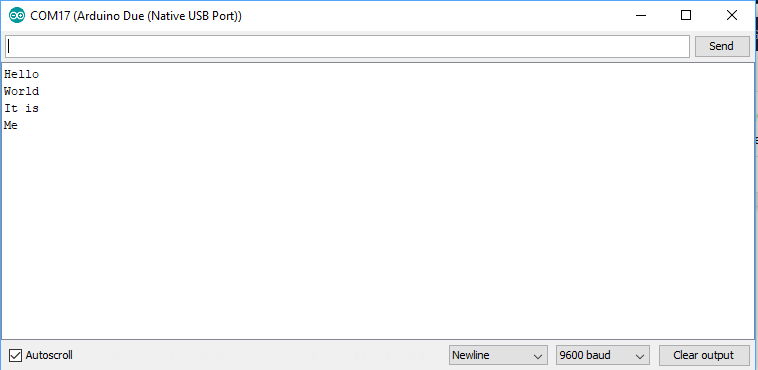 COM17 (Arduino Due (Native USB Port))
Send
Hello
World
It is
Me
Autoscroll
Newline
9600 baud
Clear output